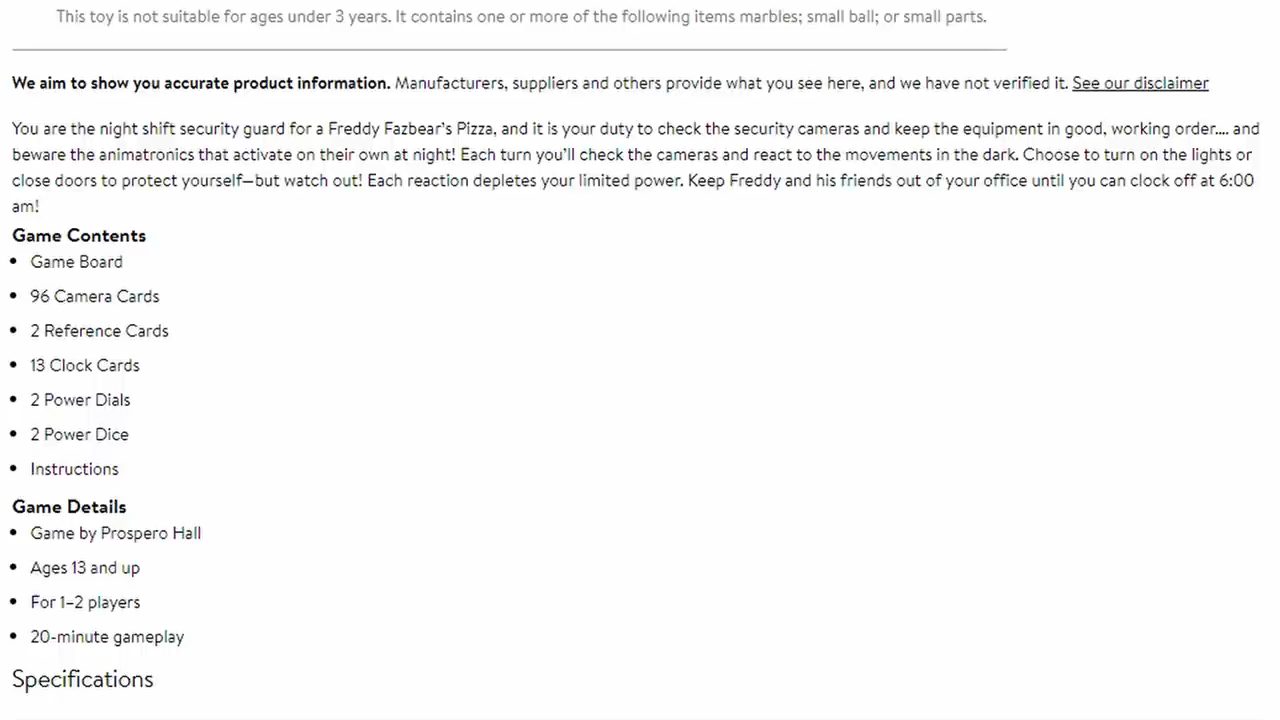 This toy is not suitable for ages under 3 years. It contains one or more of the following items marbles; small ball; or small parts.
We aim to show you accurate product information. Manufacturers, suppliers and others provide what you see here, and we have not verified it. See our disclaimer
You are the night shift security guard for a Freddy Fazbear's Pizza, and it is your duty to check the security cameras and keep the equipment in good, working order.... and
beware the animatronics that activate on their own at night! Each turn you'll check the cameras and react to the movements in the dark. Choose to turn on the lights or
close doors to protect yourself—but watch out! Each reaction depletes your limited power. Keep Freddy and his friends out of your office until you can clock off at 6:00
am!
Game Contents
• Game Board
• 96 Camera Cards
• 2 Reference Cards
• 13 Clock Cards
• 2 Power Dials
• 2 Power Dice
• Instructions
Game Details
• Game by Prospero Hall
• Ages 13 and up
• For 1–2 players
• 20-minute gameplay
Specifications